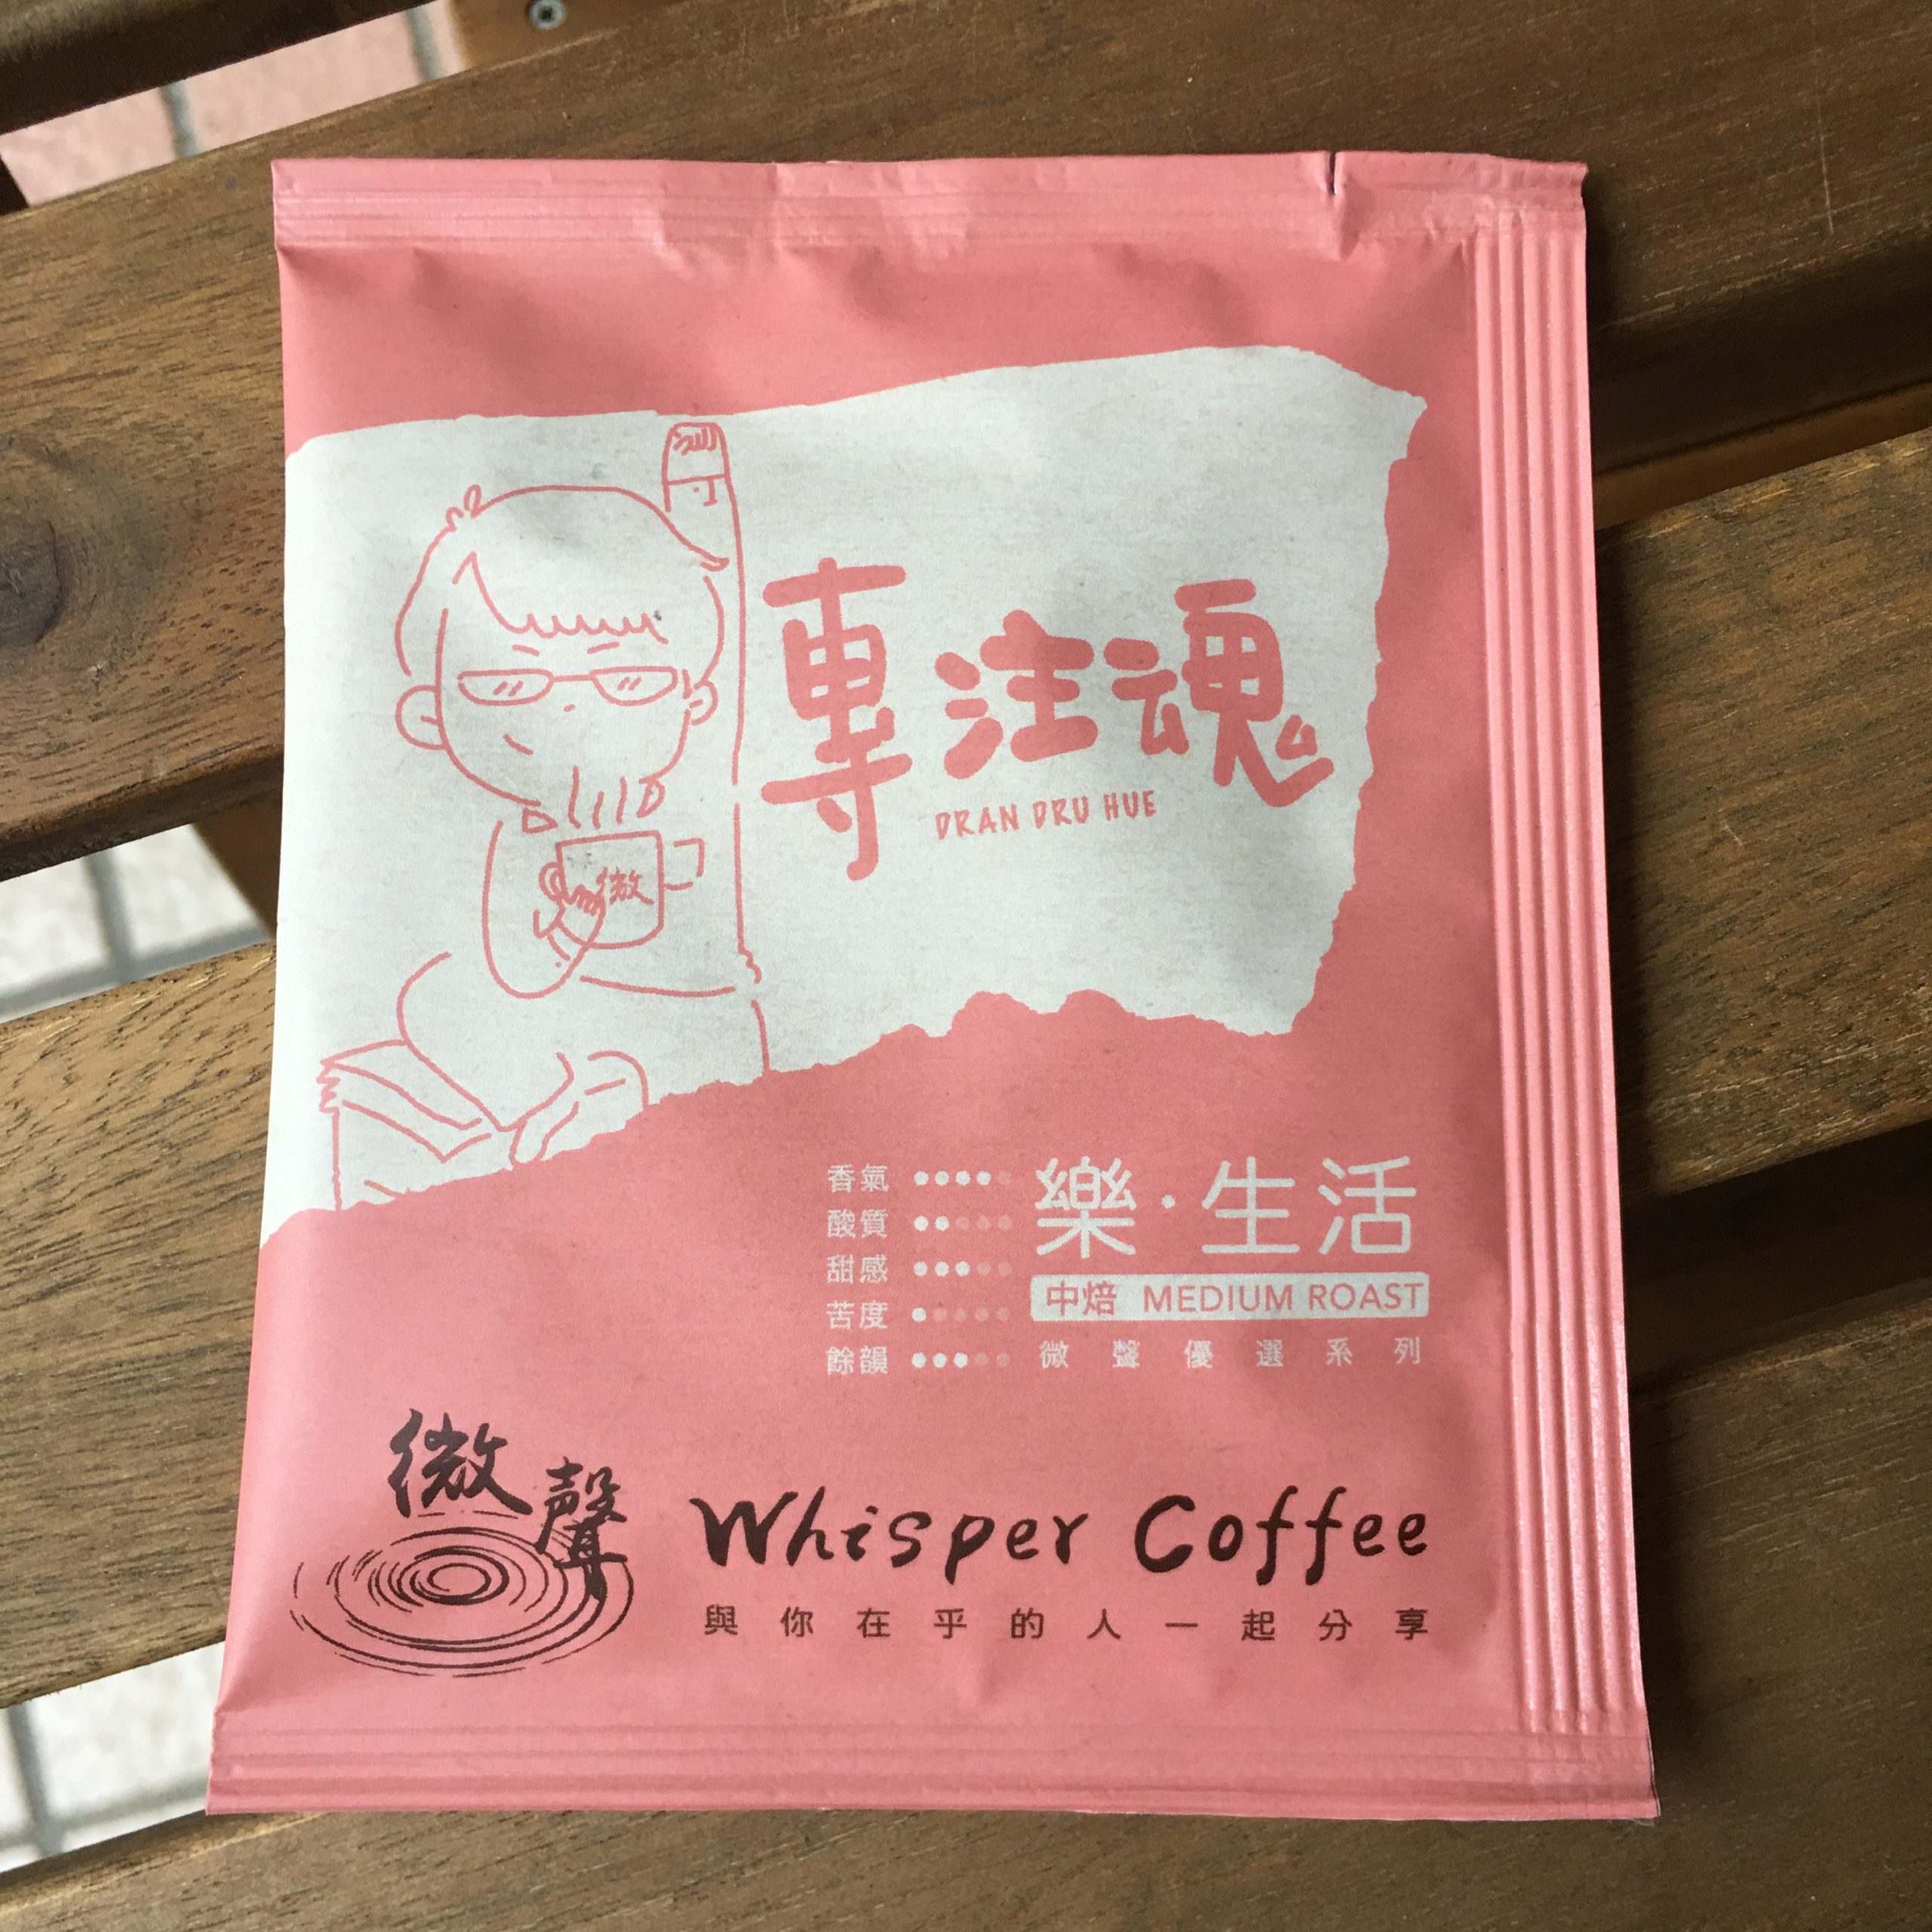 專注魂
DRAN DRU HUE
微
香氣
酸質
甜感
苦度
餘韻
樂·生活
中焙 MEDIUM ROAST
微聲優選系列
微聲
Whisper Coffee
與你在乎的人一起分享